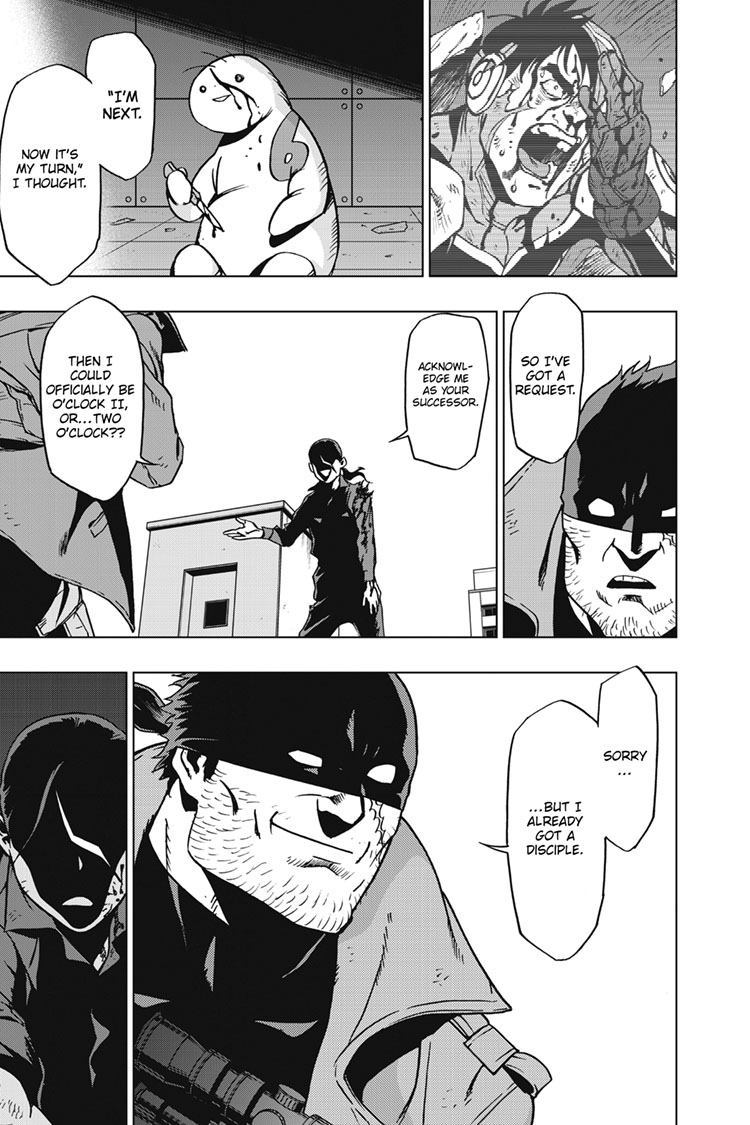 "I'M
NEXT.
NOW IT'S
MY TURN,"
I THOUGHT.
SO I'VE
GOT A
REQUEST.
ACKNOWL-
EDGE ME
AS YOUR
SUCCESSOR.
THEN I
COULD
OFFICIALLY BE
O'CLOCK II,
OR...TWO
O'CLOCK??
SORRY
...
...BUT I
ALREADY
GOT A
DISCIPLE.